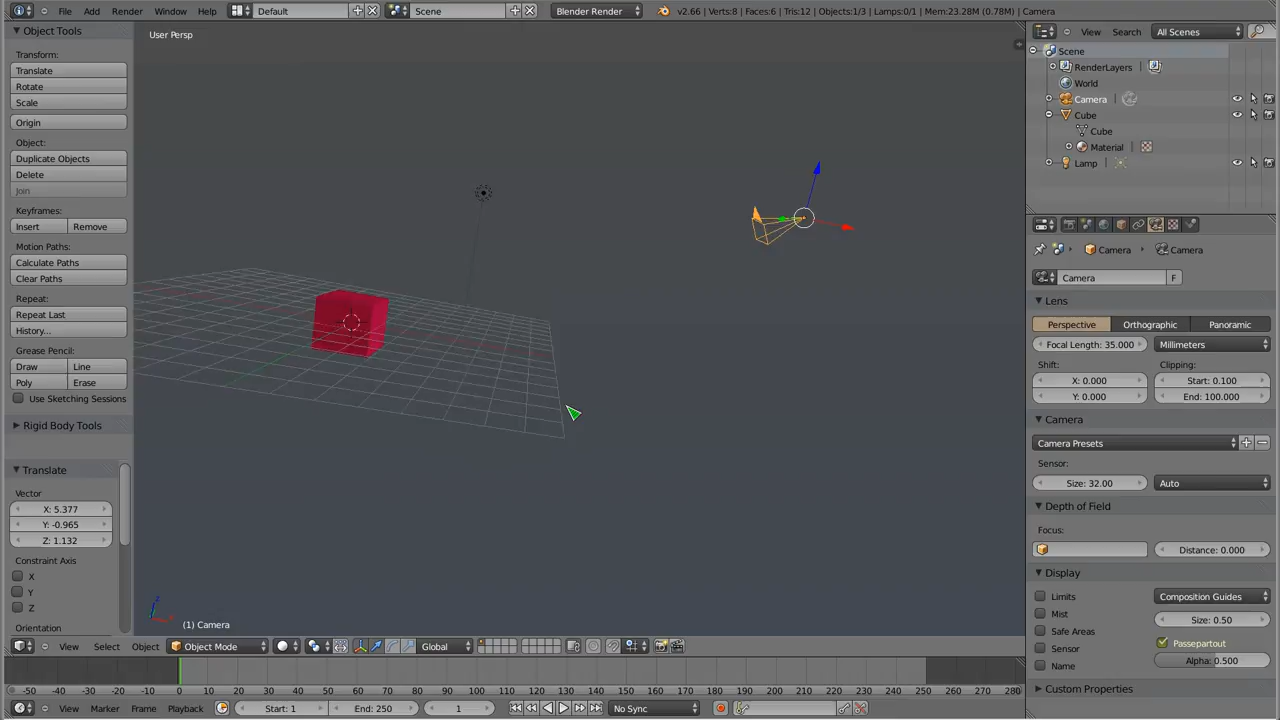 File Add Render Window Help Default Scene Blender Render v2.66 | Verts:8 | Faces:6 | Tris:12 | Objects:1/3 | Lamps:0/1 | Mem:23.28M (0.78M) | Camera
Object Tools
Transform:
Translate
Rotate
Scale
Origin
Object:
Duplicate Objects
Delete
Join
Keyframes:
Insert Remove
Motion Paths:
Calculate Paths
Clear Paths
Repeat:
Repeat Last
History...
Grease Pencil:
Draw Line
Poly Erase
Use Sketching Sessions
Rigid Body Tools
Translate
Vector
X: 5.377
Y: -0.965
Z: 1.132
Constraint Axis
X
Y
Z
Orientation
User Persp
(1) Camera
View Select Object Object Mode Global
-50 -40 -30 -20 -10 0 10 20 30 40 50 60 70 80 90 100 110 120 130 140 150 160 170 180 190 200 210 220 230 240 250 260 270 280
View Marker Frame Playback Start: 1 End: 250 1 No Sync
View Search All Scenes
Scene
RenderLayers
World
Camera
Cube
Cube
Material
Lamp
Camera Camera
Camera F
Lens
Perspective Orthographic Panoramic
Focal Length: 35.000 Millimeters
Shift: Clipping:
X: 0.000 Start: 0.100
Y: 0.000 End: 100.000
Camera
Camera Presets
Sensor:
Size: 32.00 Auto
Depth of Field
Focus:
Distance: 0.000
Display
Limits Composition Guides
Mist Size: 0.50
Safe Areas Passepartout
Sensor Alpha: 0.500
Name
Custom Properties